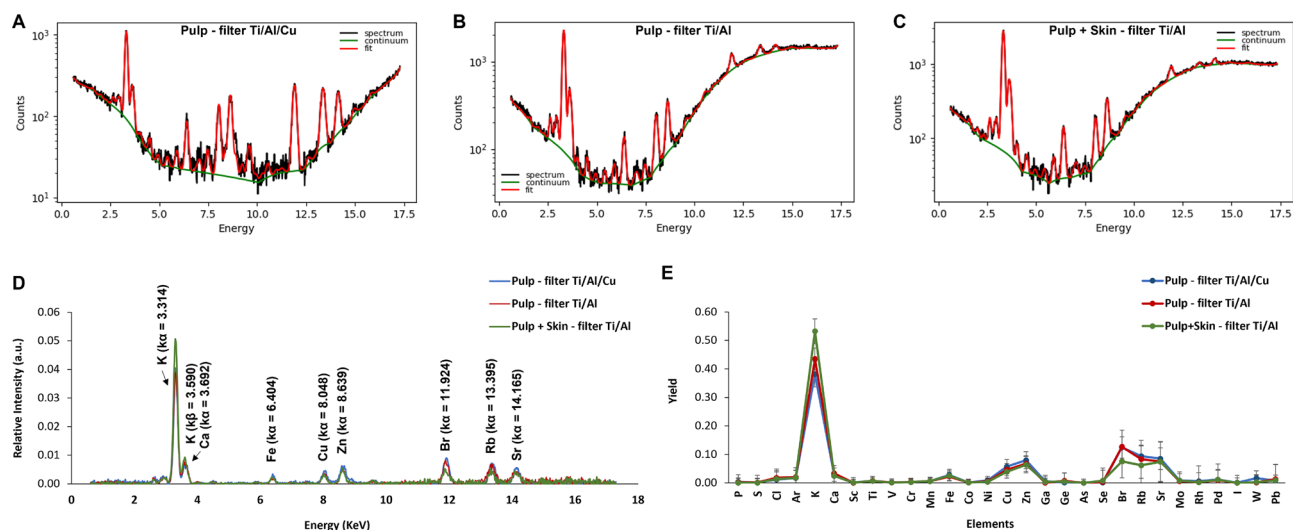 A
Pulp - filter Ti/Al/Cu
spectrum
continuum
fit
Counts
10³
10²
10¹
0.0 2.5 5.0 7.5 10.0 12.5 15.0 17.5
Energy
B
Pulp - filter Ti/Al
spectrum
continuum
fit
Counts
10³
10²
0.0 2.5 5.0 7.5 10.0 12.5 15.0 17.5
Energy
C
Pulp + Skin - filter Ti/Al
spectrum
continuum
fit
Counts
10³
10²
0.0 2.5 5.0 7.5 10.0 12.5 15.0 17.5
Energy
D
Pulp - filter Ti/Al/Cu
Pulp - filter Ti/Al
Pulp + Skin - filter Ti/Al
Relative Intensity (a.u.)
0.06
0.05
0.04
0.03
0.02
0.01
0.00
K (kα = 3.314)
K (kβ = 3.590)
Ca (kα = 3.692)
Fe (kα = 6.404)
Cu (kα = 8.048)
Zn (kα = 8.639)
Br (kα = 11.924)
Rb (kα = 13.395)
Sr (kα = 14.165)
0 2 4 6 8 10 12 14 16 18
Energy (KeV)
E
Pulp - filter Ti/Al/Cu
Pulp - filter Ti/Al
Pulp+Skin - filter Ti/Al
Yield
0.60
0.50
0.40
0.30
0.20
0.10
0.00
P S Cl Ar K Ca Sc Ti V Cr Mn Fe Co Ni Cu Zn Ga Ge As Se Br Rb Sr Mo Rh Pd I W Pb
Elements